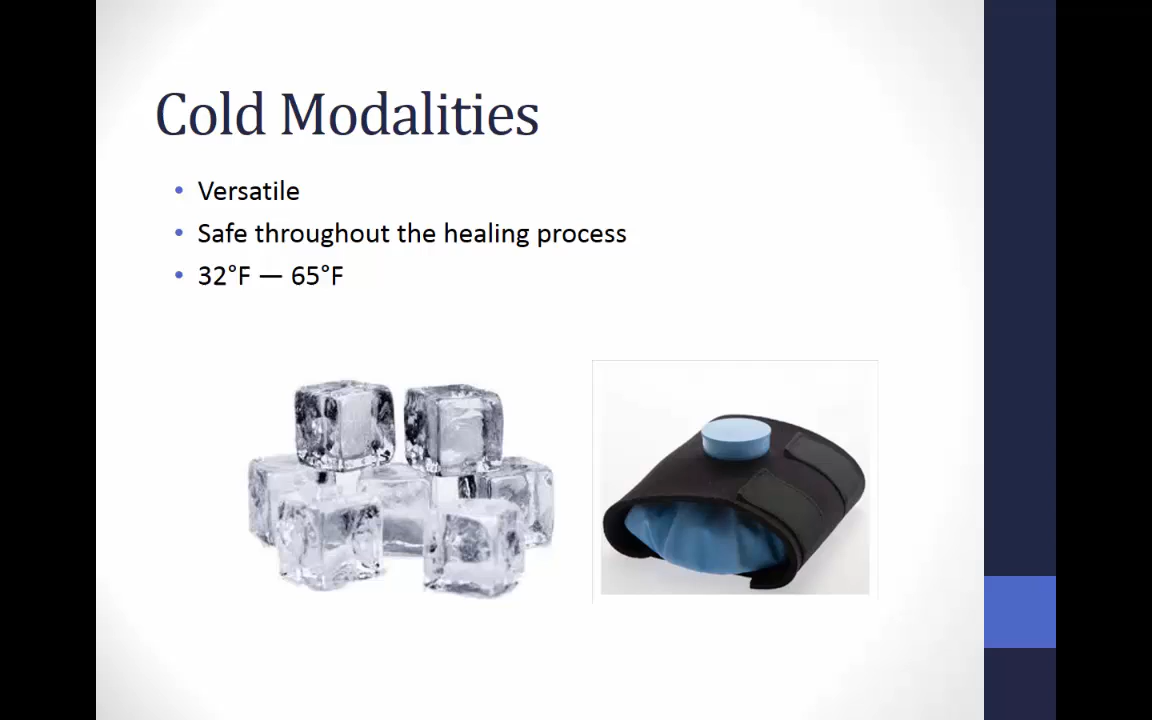 Cold Modalities
• Versatile
• Safe throughout the healing process
• 32°F — 65°F